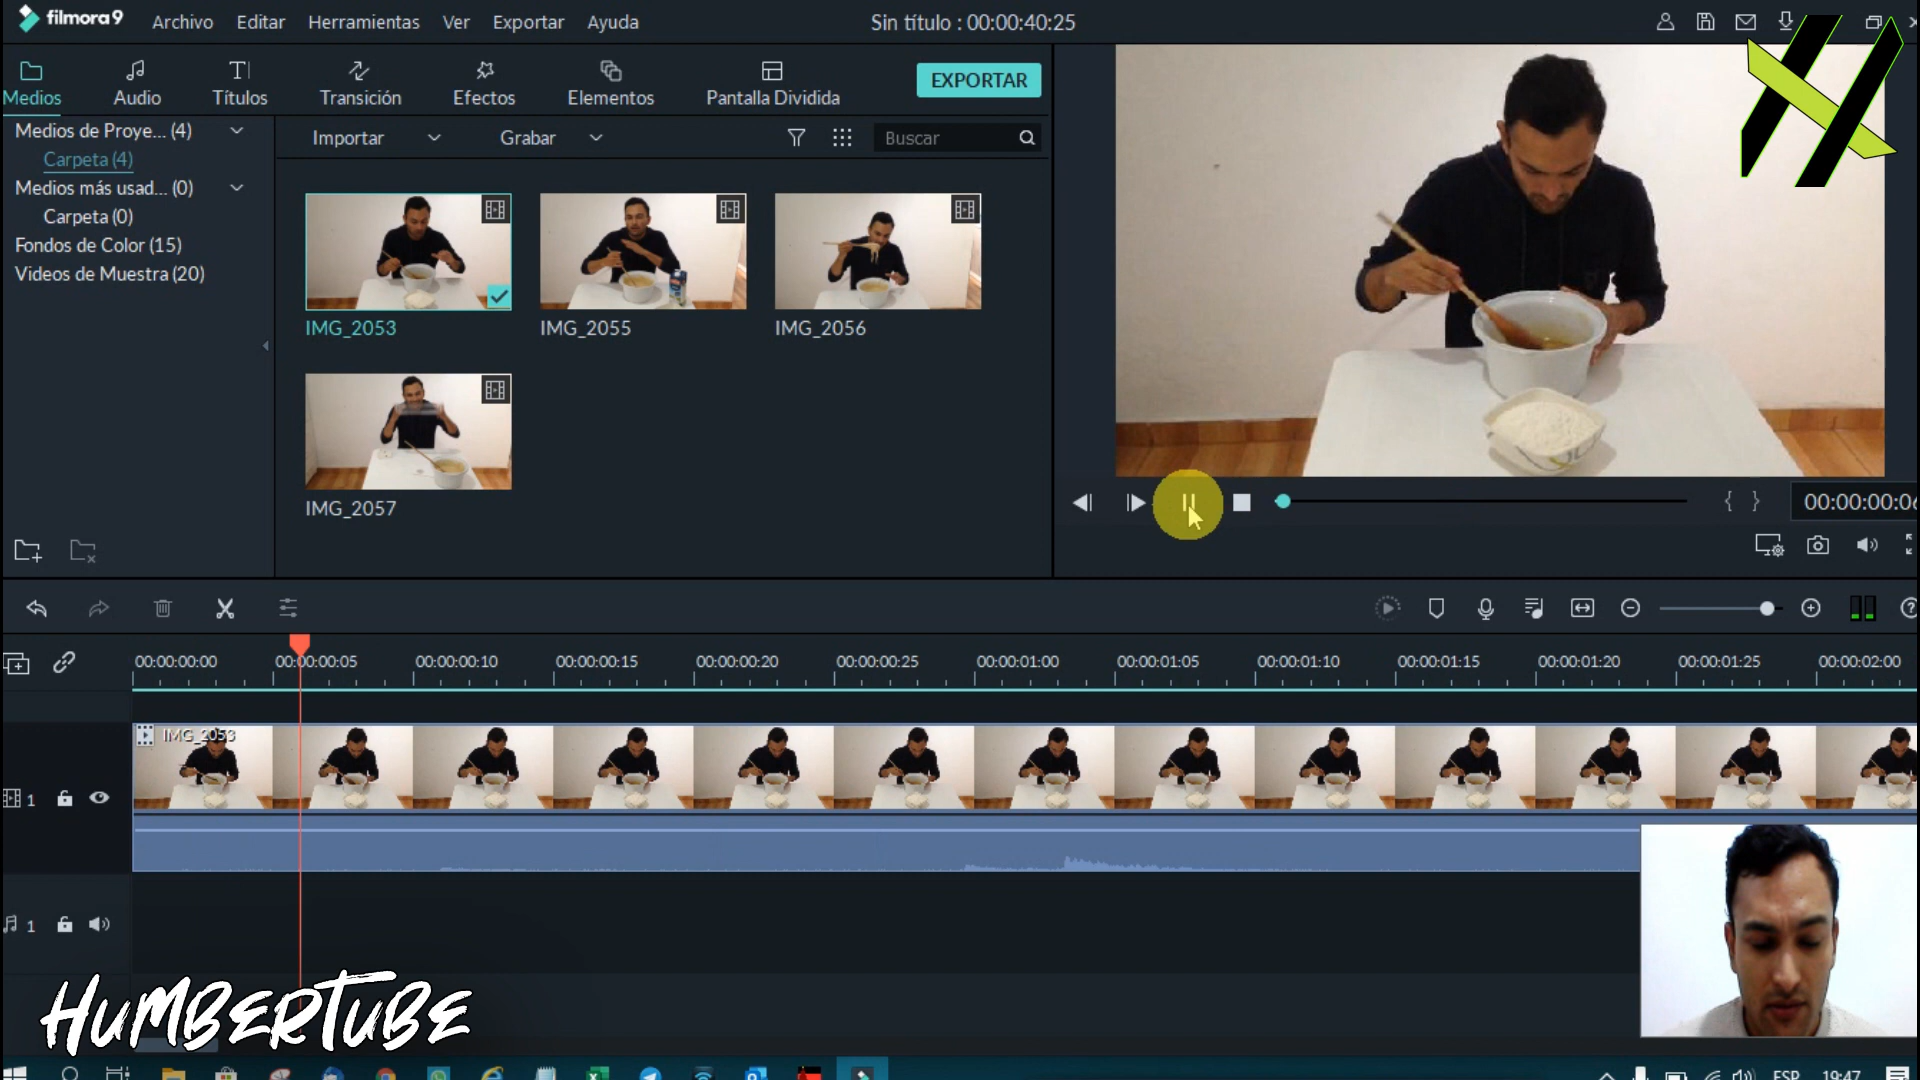 filmora9
Archivo Editar Herramientas Ver Exportar Ayuda
Sin título : 00:00:40:25
Medios Audio Títulos Transición Efectos Elementos Pantalla Dividida
EXPORTAR
Medios de Proye... (4)
Carpeta (4)
Medios más usad... (0)
Carpeta (0)
Fondos de Color (15)
Videos de Muestra (20)
Importar Grabar Buscar
IMG_2053 IMG_2055 IMG_2056
IMG_2057
{ }
00:00:00:06
00:00:00:00 00:00:00:05 00:00:00:10 00:00:00:15 00:00:00:20 00:00:00:25 00:00:01:00 00:00:01:05 00:00:01:10 00:00:01:15 00:00:01:20 00:00:01:25 00:00:02:00
IMG_2053
1
1
HUMBERTUBE
ESP 19:47